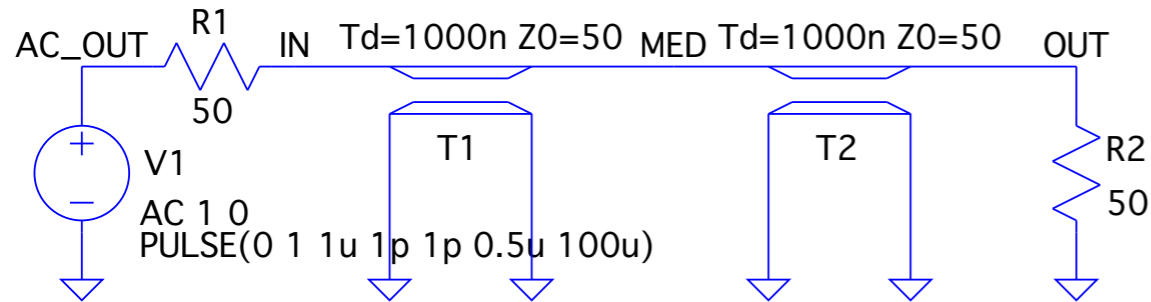 AC_OUT
R1
50
IN
Td=1000n Z0=50
MED
Td=1000n Z0=50
OUT
V1
AC 1 0
PULSE(0 1 1u 1p 1p 0.5u 100u)
T1
T2
R2
50